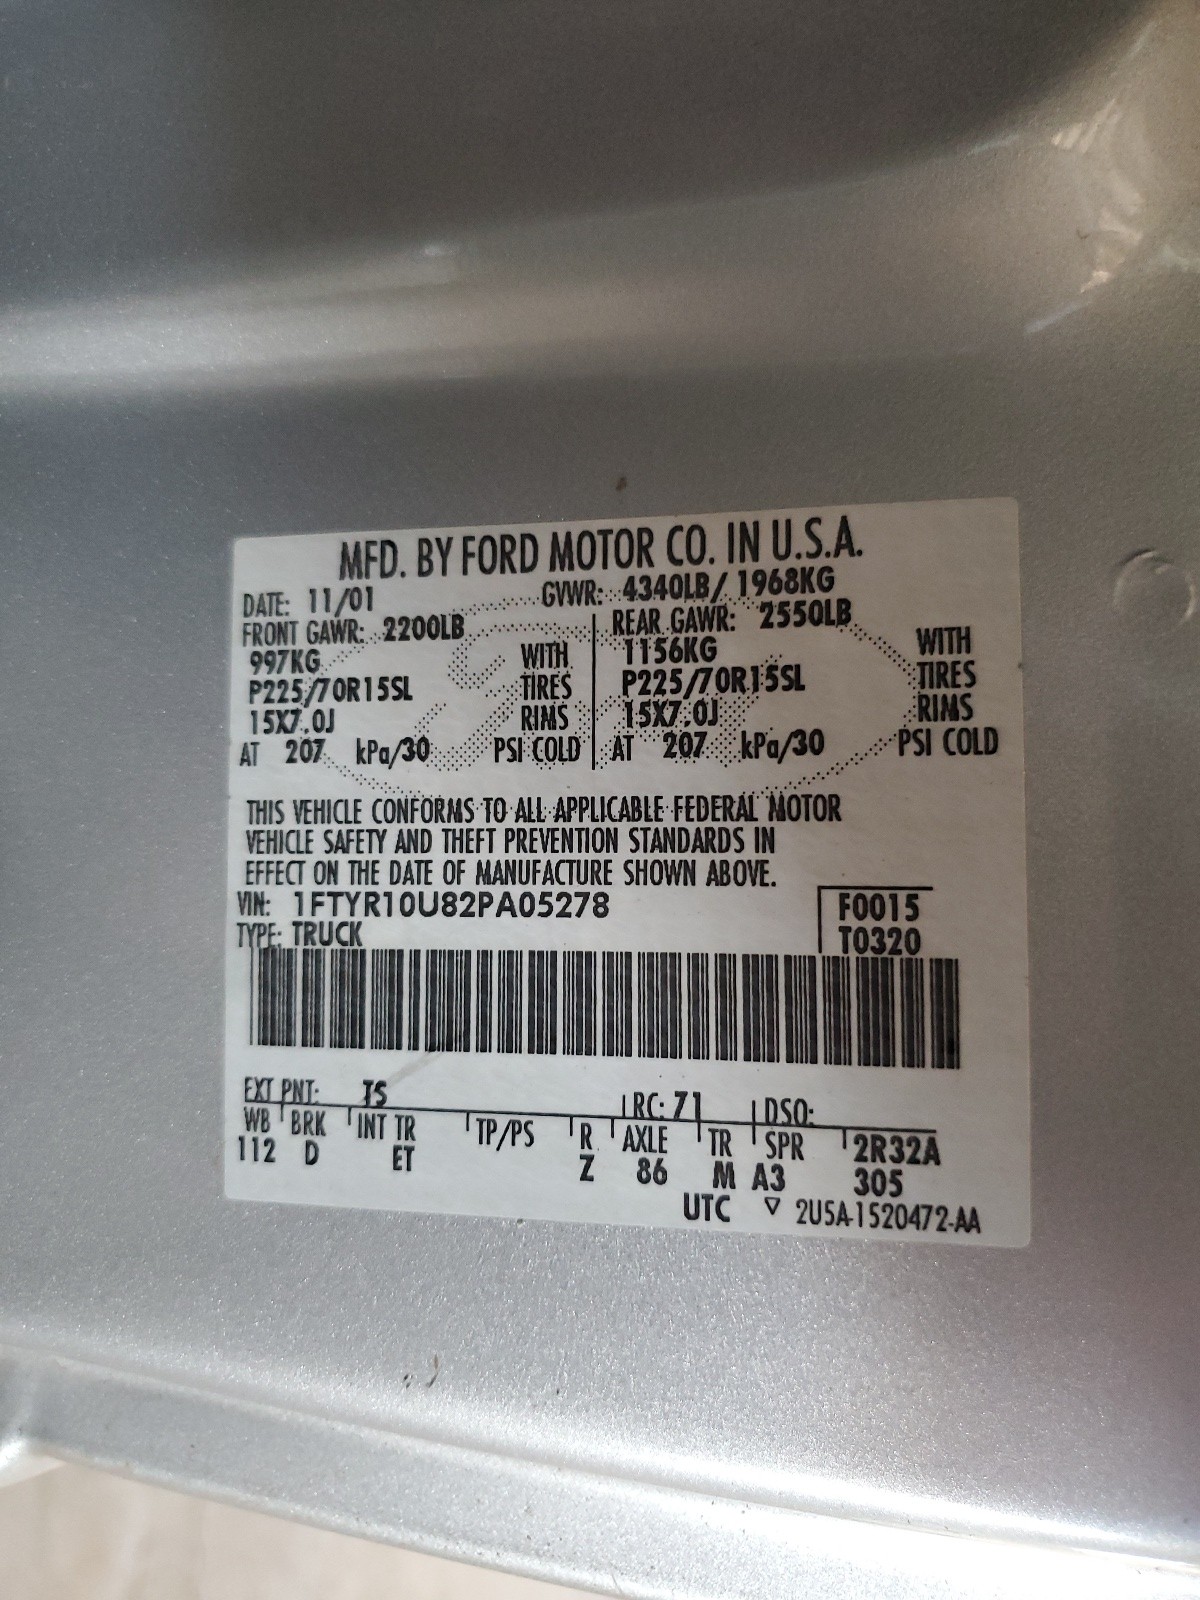 MFD. BY FORD MOTOR CO. IN U.S.A.
DATE: 11/01 GVWR: 4340LB/ 1968KG
FRONT GAWR: 2200LB REAR GAWR: 2550LB
997KG WITH 1156KG WITH
P225/70R15SL TIRES P225/70R15SL TIRES
15X7.0J RIMS 15X7.0J RIMS
AT 207 kPa/30 PSI COLD AT 207 kPa/30 PSI COLD
THIS VEHICLE CONFORMS TO ALL APPLICABLE FEDERAL MOTOR
VEHICLE SAFETY AND THEFT PREVENTION STANDARDS IN
EFFECT ON THE DATE OF MANUFACTURE SHOWN ABOVE.
VIN: 1FTYR10U82PA05278 F0015
TYPE: TRUCK T0320
EXT PNT: TS RC: 71 DSO:
WB BRK INT TR TP/PS R AXLE TR SPR 2R32A
112 D ET Z 86 M A3 305
UTC ▽ 2U5A-1520472-AA